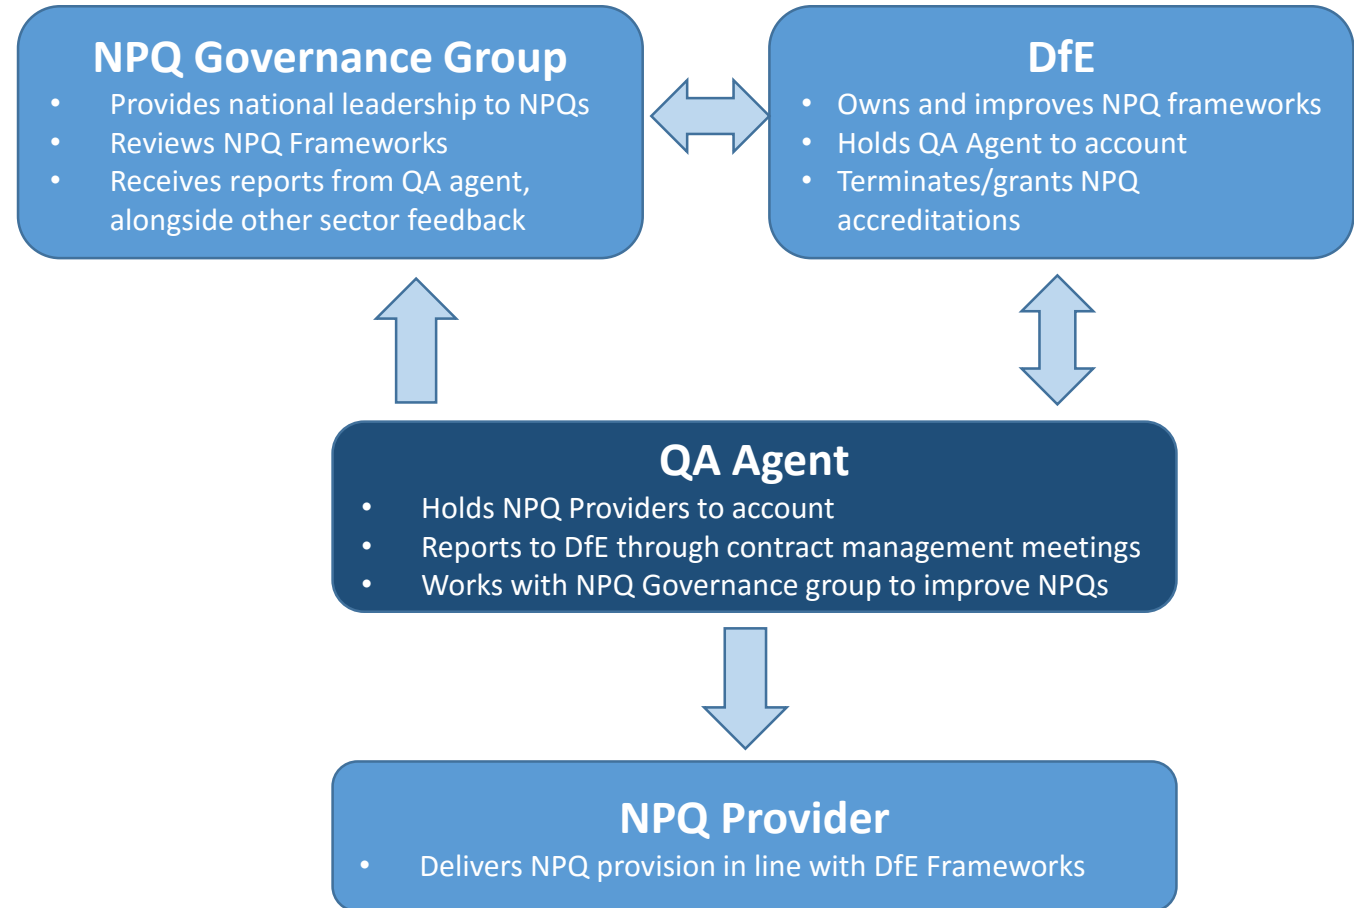 NPQ Governance Group
• Provides national leadership to NPQs
• Reviews NPQ Frameworks
• Receives reports from QA agent,
alongside other sector feedback
DfE
• Owns and improves NPQ frameworks
• Holds QA Agent to account
• Terminates/grants NPQ
accreditations
QA Agent
• Holds NPQ Providers to account
• Reports to DfE through contract management meetings
• Works with NPQ Governance group to improve NPQs
NPQ Provider
• Delivers NPQ provision in line with DfE Frameworks